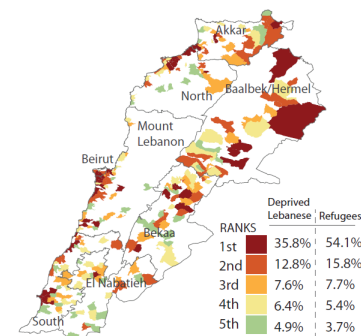 Akkar
North
Baalbek/Hermel
Mount
Lebanon
Beirut
Bekaa
El Nabatieh
South
Deprived
Lebanese
Refugees
RANKS
1st 35.8% 54.1%
2nd 12.8% 15.8%
3rd 7.6% 7.7%
4th 6.4% 5.4%
5th 4.9% 3.7%